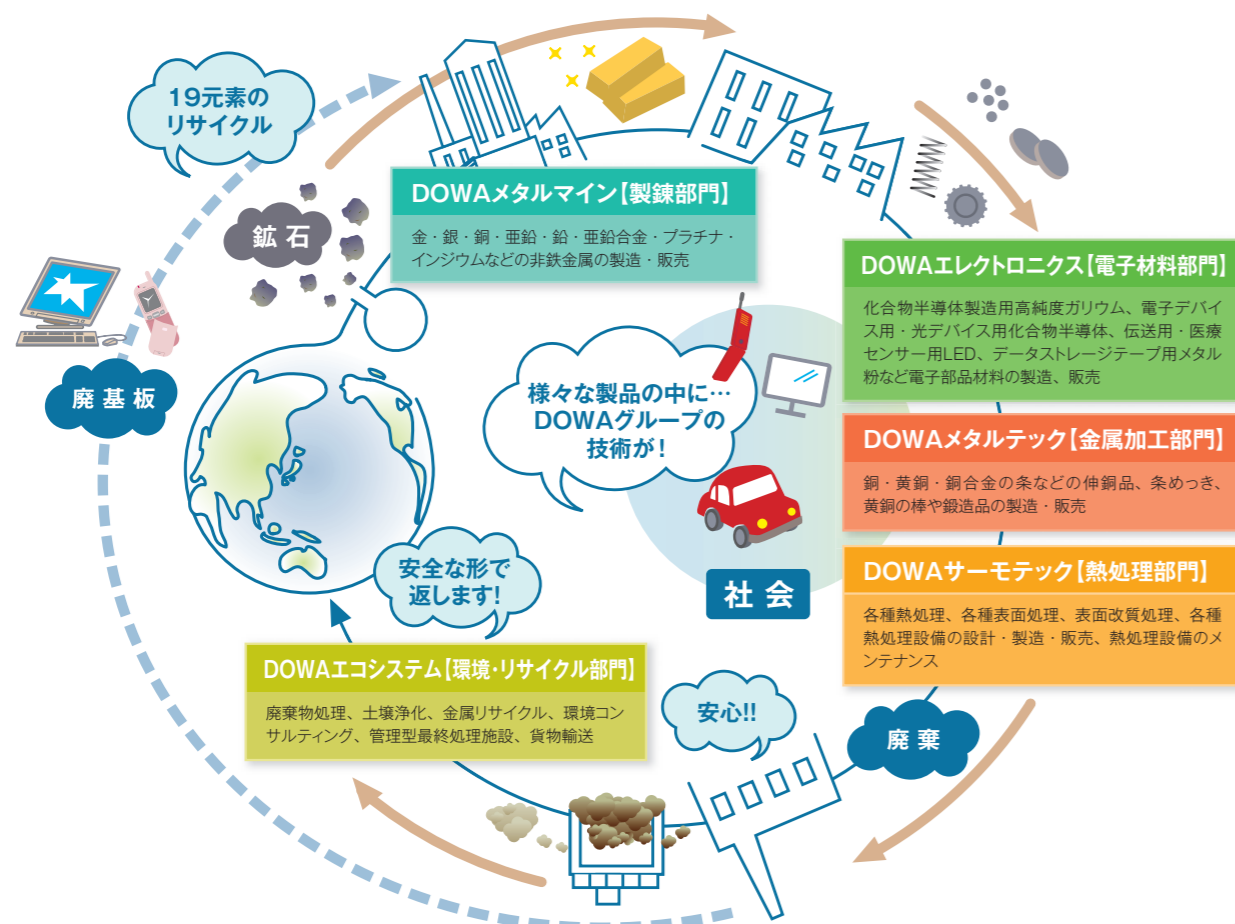 19元素の
リサイクル
鉱石
廃基板
DOWAメタルマイン【製錬部門】
金・銀・銅・亜鉛・鉛・亜鉛合金・プラチナ・
インジウムなどの非鉄金属の製造・販売
DOWAエレクトロニクス【電子材料部門】
化合物半導体製造用高純度ガリウム、電子デバイ
ス用・光デバイス用化合物半導体、伝送用・医療
センサー用LED、データストレージテープ用メタル
粉など電子部品材料の製造、販売
様々な製品の中に…
DOWAグループの
技術が!
DOWAメタルテック【金属加工部門】
銅・黄銅・銅合金の条などの伸銅品、条めっき、
黄銅の棒や鍛造品の製造・販売
DOWAサーモテック【熱処理部門】
各種熱処理、各種表面処理、表面改質処理、各種
熱処理設備の設計・製造・販売、熱処理設備のメ
ンテナンス
社会
安全な形で
返します!
DOWAエコシステム【環境・リサイクル部門】
廃棄物処理、土壌浄化、金属リサイクル、環境コン
サルティング、管理型最終処理施設、貨物輸送
安心!!
廃棄